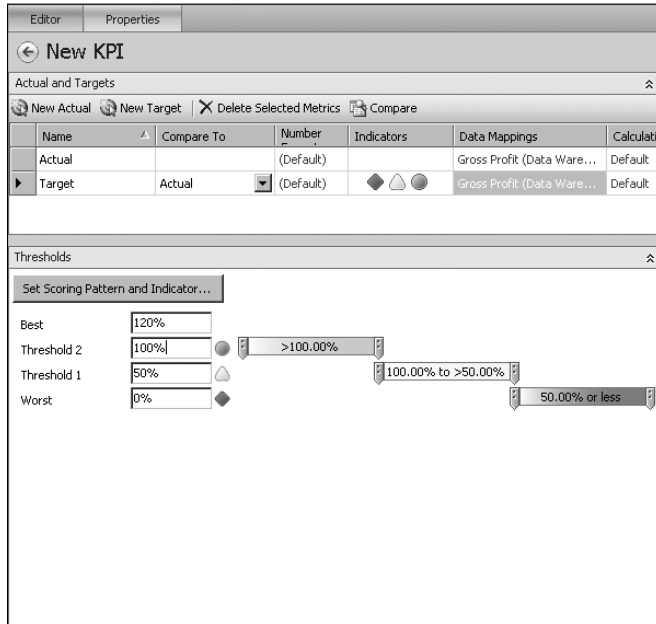 Editor Properties
New KPI
Actual and Targets
New Actual New Target Delete Selected Metrics Compare
Name Compare To Number Indicators Data Mappings Calculati
Actual (Default) Gross Profit (Data Ware... Default
Target Actual (Default) Gross Profit (Data Ware... Default
Thresholds
Set Scoring Pattern and Indicator...
Best 120%
Threshold 2 100% >100.00%
Threshold 1 50% 100.00% to >50.00%
Worst 0% 50.00% or less